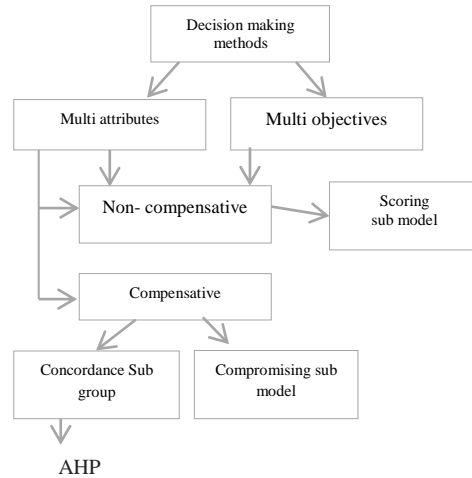 Decision making
methods
Multi attributes
Multi objectives
Non- compensative
Scoring
sub model
Compensative
Concordance Sub
group
Compromising sub
model
AHP